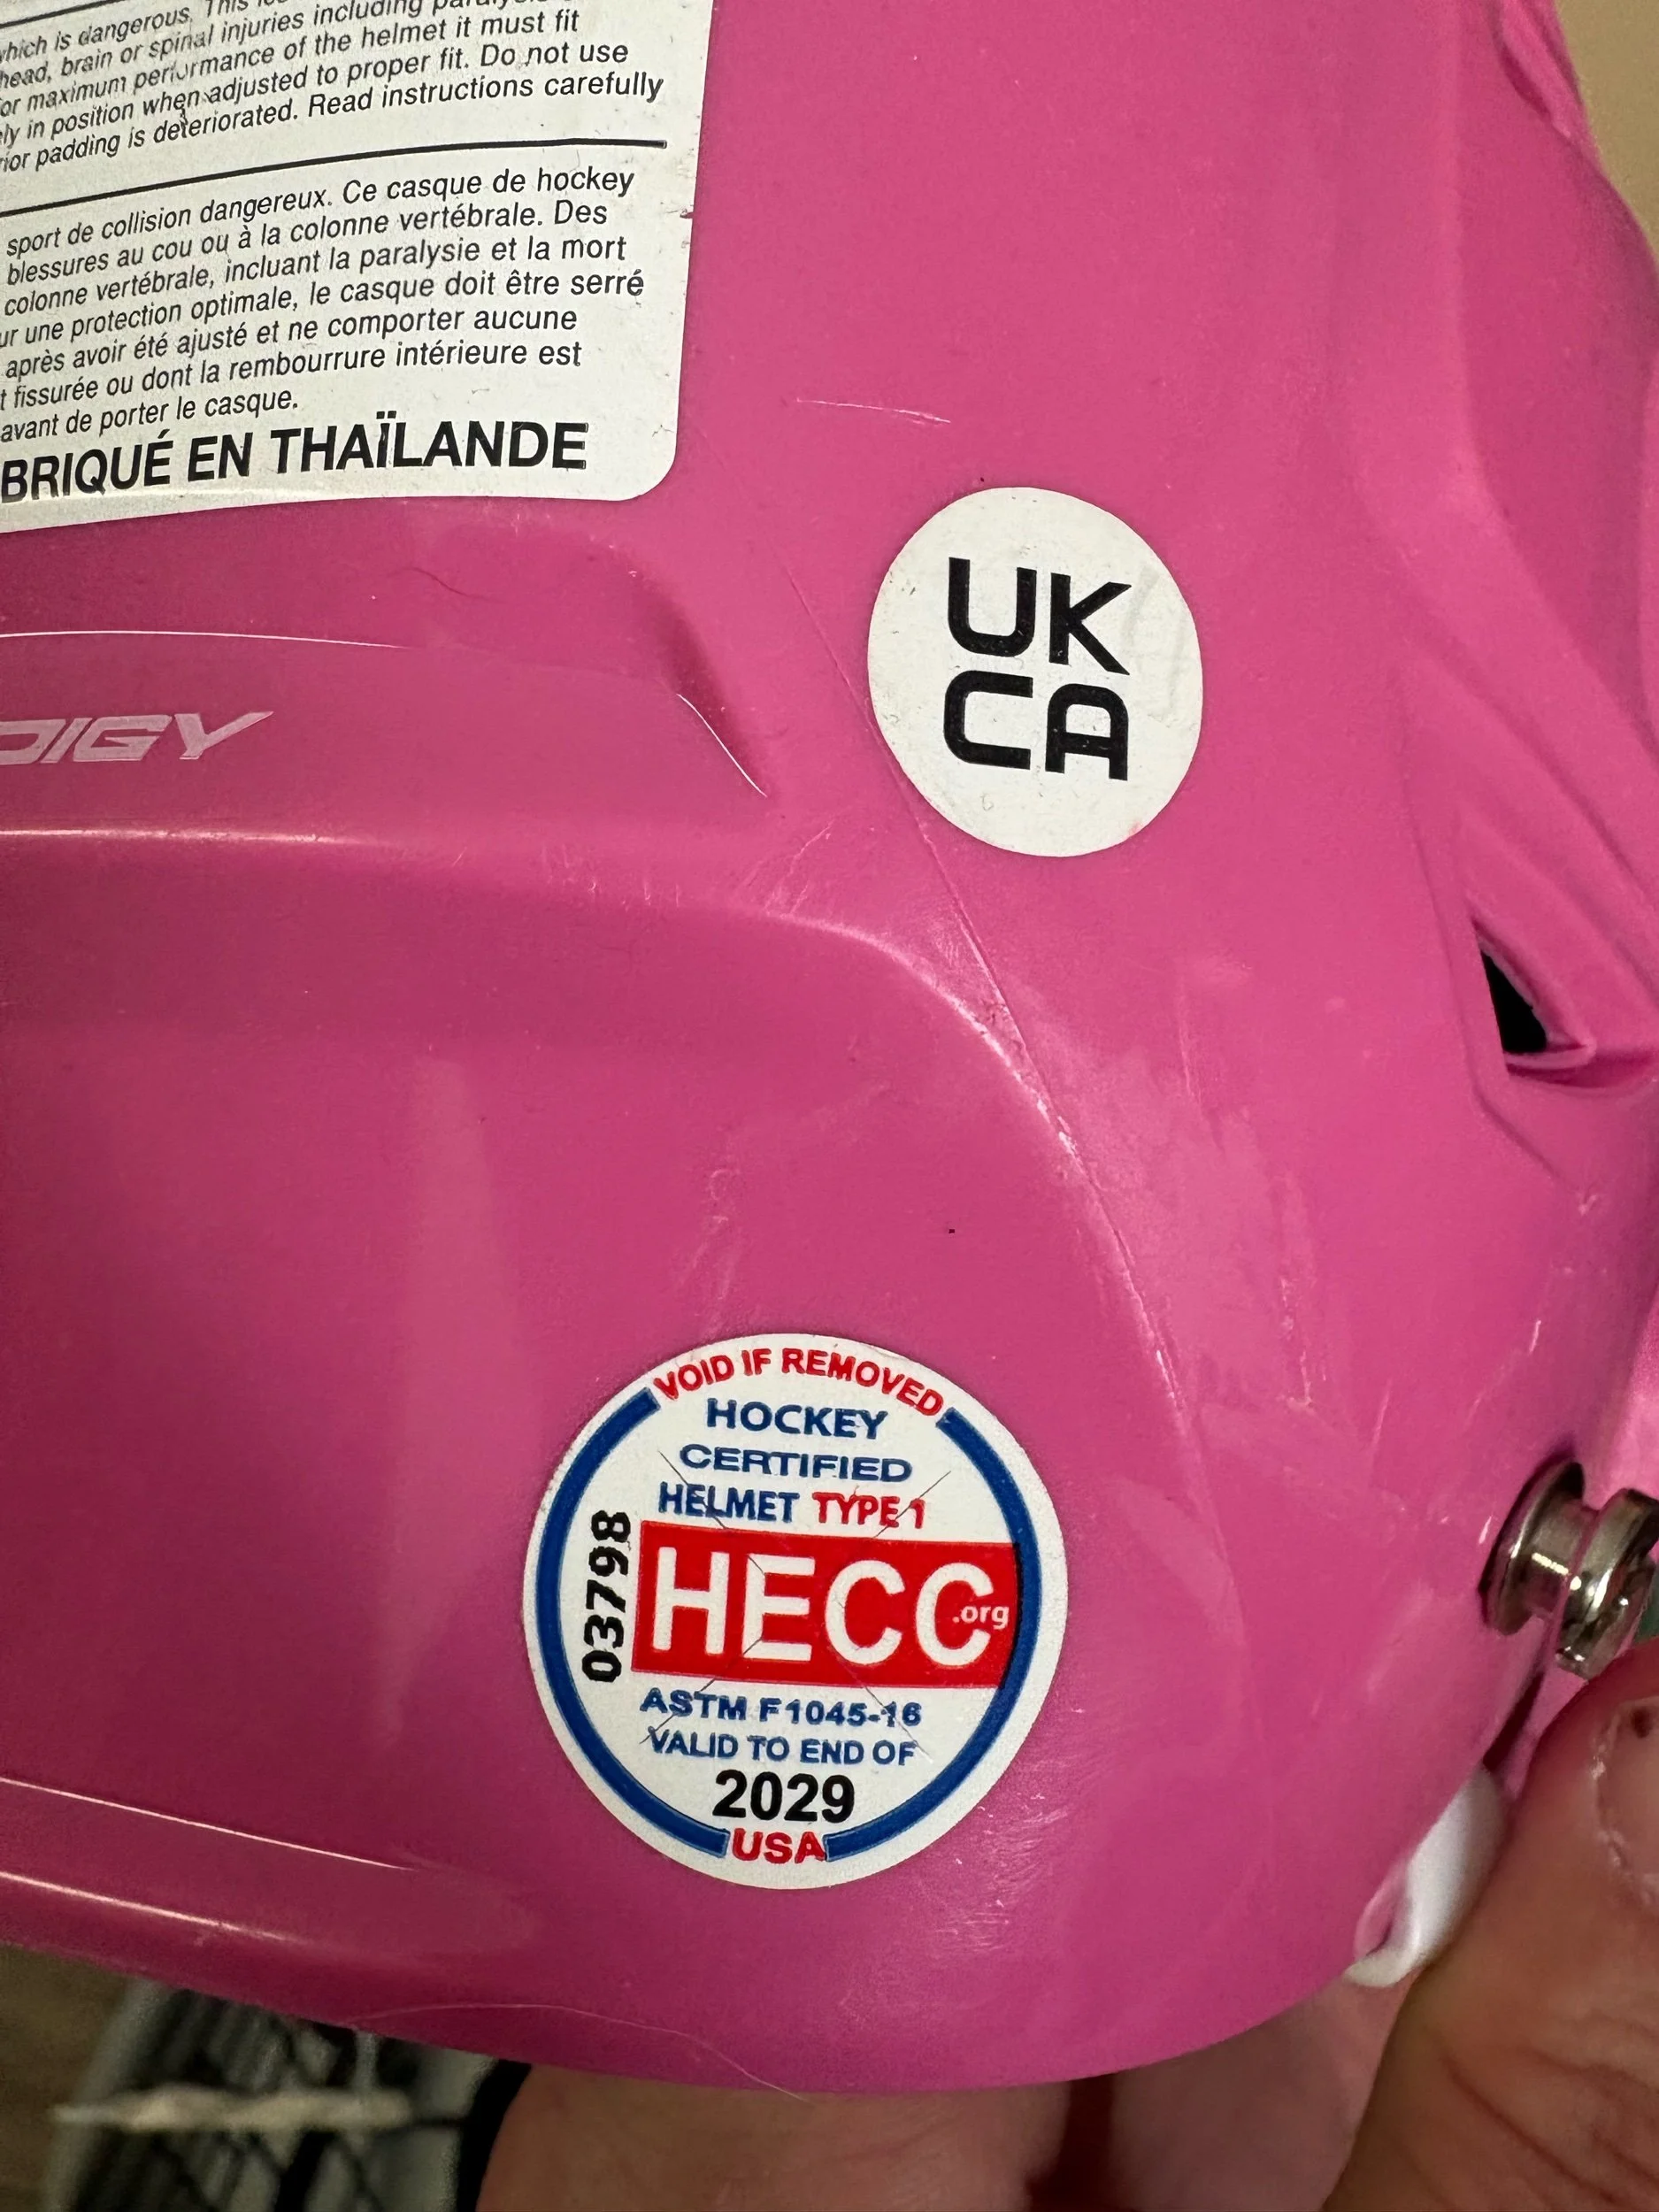 which is dangerous. This
head, brain or spinal injuries including
or maximum performance of the helmet it must fit
ly in position when adjusted to proper fit. Do not use
rior padding is deteriorated. Read instructions carefully
sport de collision dangereux. Ce casque de hockey
blessures au cou ou à la colonne vertébrale. Des
colonne vertébrale, incluant la paralysie et la mort
ur une protection optimale, le casque doit être serré
après avoir été ajusté et ne comporter aucune
t fissurée ou dont la rembourrure intérieure est
avant de porter le casque.
BRIQUÉ EN THAÏLANDE
UK
CA
DIGY
VOID IF REMOVED
HOCKEY
CERTIFIED
HELMET TYPE 1
03798
HECC.org
ASTM F1045-16
VALID TO END OF
2029
USA